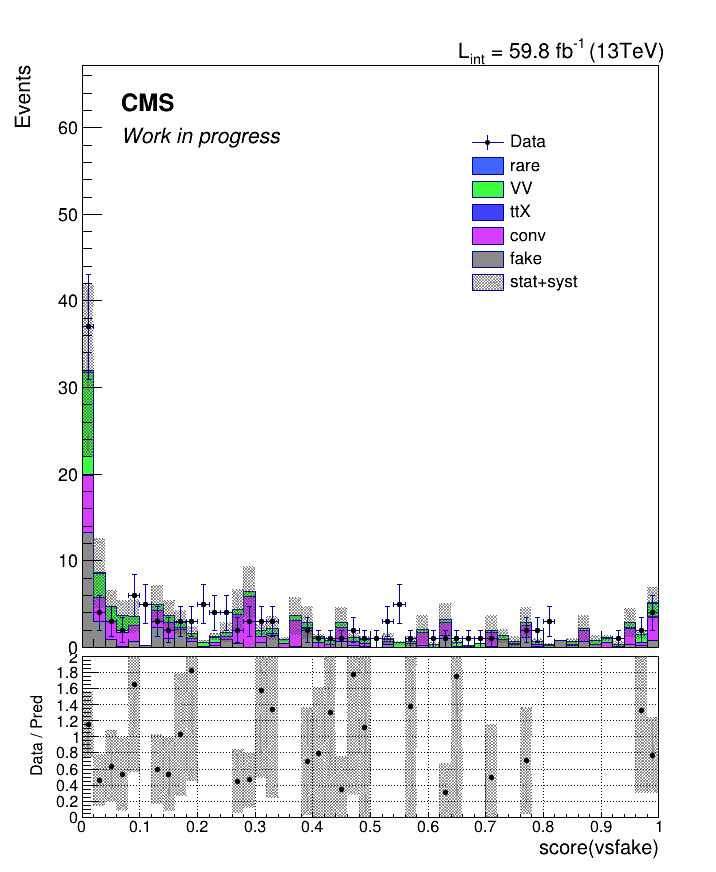 L_int = 59.8 fb^-1 (13TeV)
Events
CMS
Work in progress
Data
rare
VV
ttX
conv
fake
stat+syst
60
50
40
30
20
10
0
Data / Pred
2
1.8
1.6
1.4
1.2
1
0.8
0.6
0.4
0.2
0
0 0.1 0.2 0.3 0.4 0.5 0.6 0.7 0.8 0.9 1
score(vsfake)